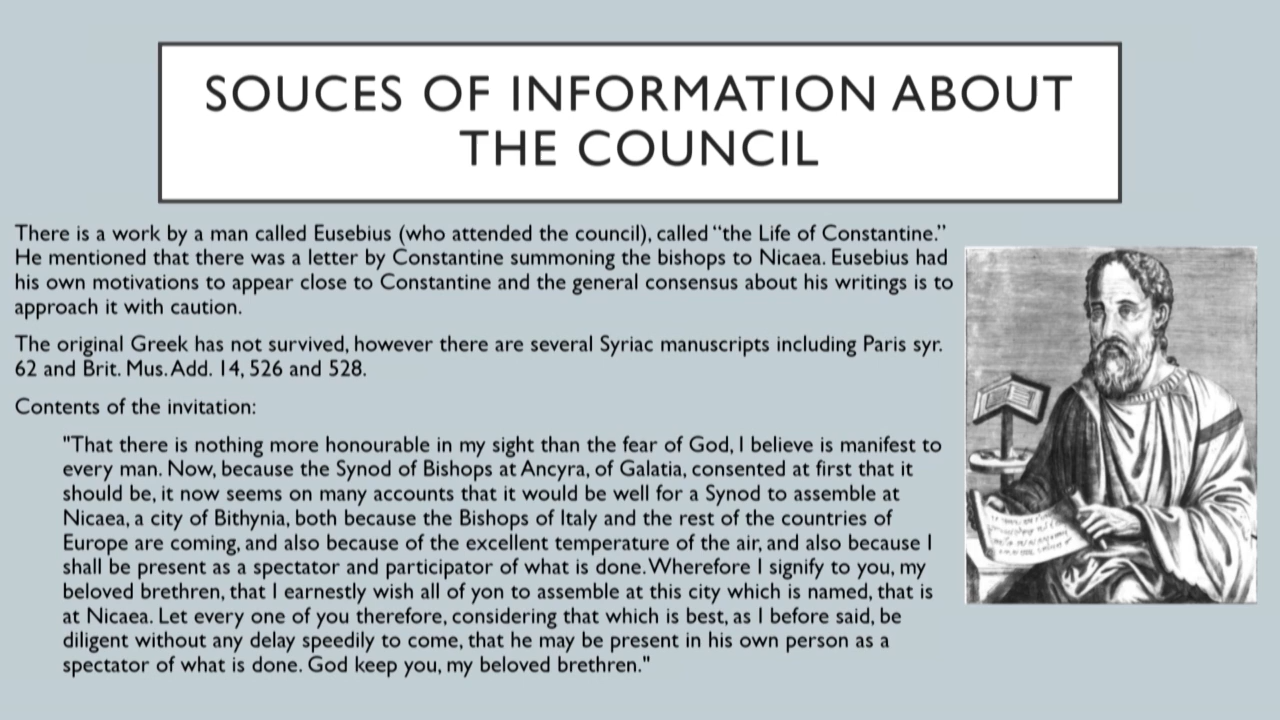 SOUCES OF INFORMATION ABOUT
THE COUNCIL
There is a work by a man called Eusebius (who attended the council), called “the Life of Constantine.”
He mentioned that there was a letter by Constantine summoning the bishops to Nicaea. Eusebius had
his own motivations to appear close to Constantine and the general consensus about his writings is to
approach it with caution.
The original Greek has not survived, however there are several Syriac manuscripts including Paris syr.
62 and Brit. Mus. Add. 14, 526 and 528.
Contents of the invitation:
"That there is nothing more honourable in my sight than the fear of God, I believe is manifest to
every man. Now, because the Synod of Bishops at Ancyra, of Galatia, consented at first that it
should be, it now seems on many accounts that it would be well for a Synod to assemble at
Nicaea, a city of Bithynia, both because the Bishops of Italy and the rest of the countries of
Europe are coming, and also because of the excellent temperature of the air, and also because I
shall be present as a spectator and participator of what is done. Wherefore I signify to you, my
beloved brethren, that I earnestly wish all of yon to assemble at this city which is named, that is
at Nicaea. Let every one of you therefore, considering that which is best, as I before said, be
diligent without any delay speedily to come, that he may be present in his own person as a
spectator of what is done. God keep you, my beloved brethren."